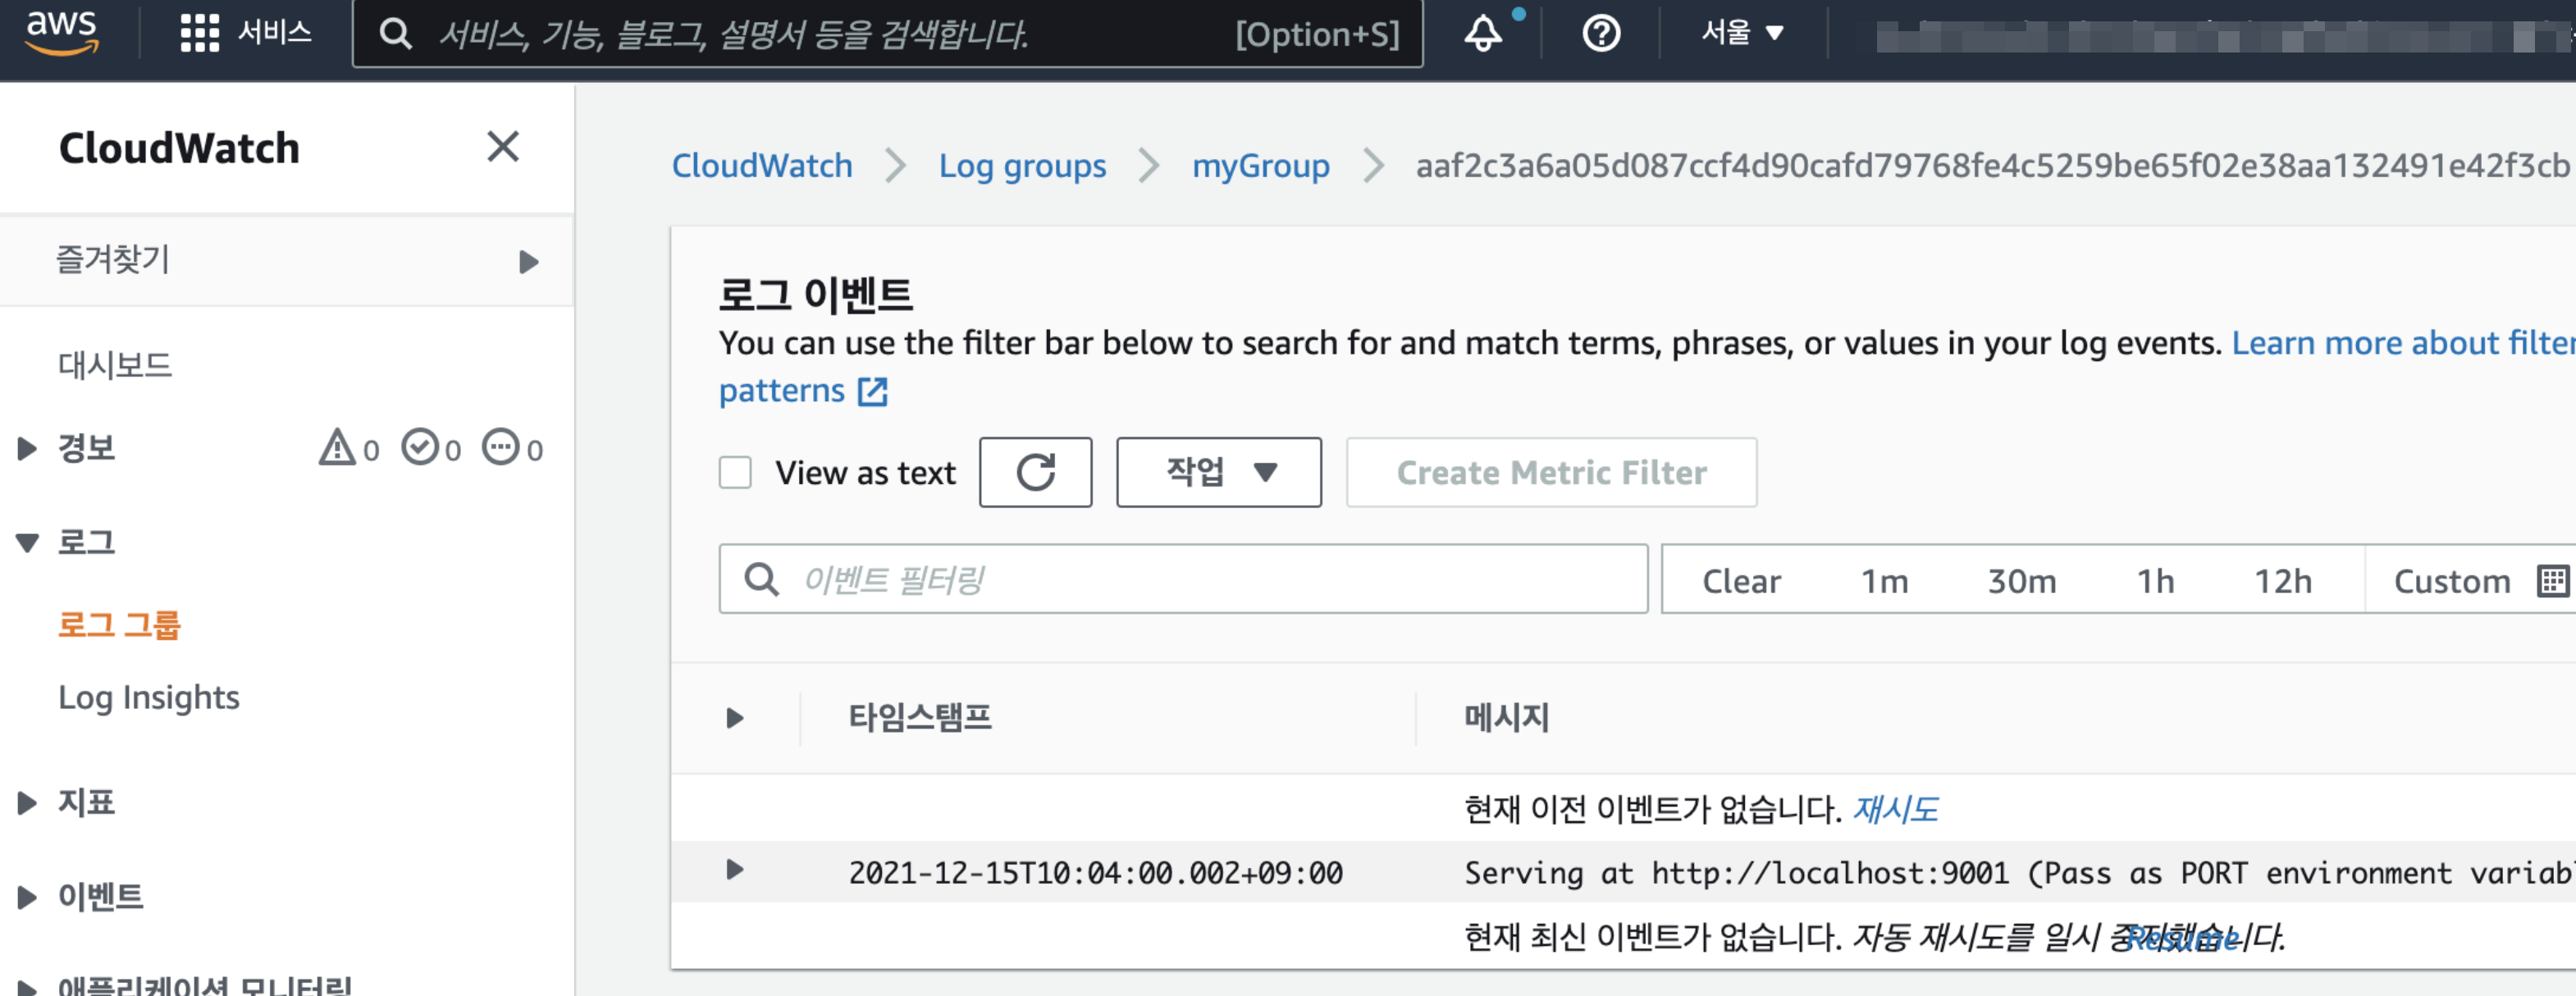 aws 서비스 서비스, 기능, 블로그, 설명서 등을 검색합니다. [Option+S] 서울
CloudWatch
즐겨찾기
대시보드
경보 0 0 0
로그
로그 그룹
Log Insights
지표
이벤트
애플리케이션 모니터링
CloudWatch Log groups myGroup aaf2c3a6a05d087ccf4d90cafd79768fe4c5259be65f02e38aa132491e42f3cb
로그 이벤트
You can use the filter bar below to search for and match terms, phrases, or values in your log events. Learn more about filter
patterns
View as text 작업 Create Metric Filter
이벤트 필터링 Clear 1m 30m 1h 12h Custom
타임스탬프 메시지
현재 이전 이벤트가 없습니다. 재시도
2021-12-15T10:04:00.002+09:00 Serving at http://localhost:9001 (Pass as PORT environment variab
현재 최신 이벤트가 없습니다. 자동 재시도를 일시 중지했습니다. Resume